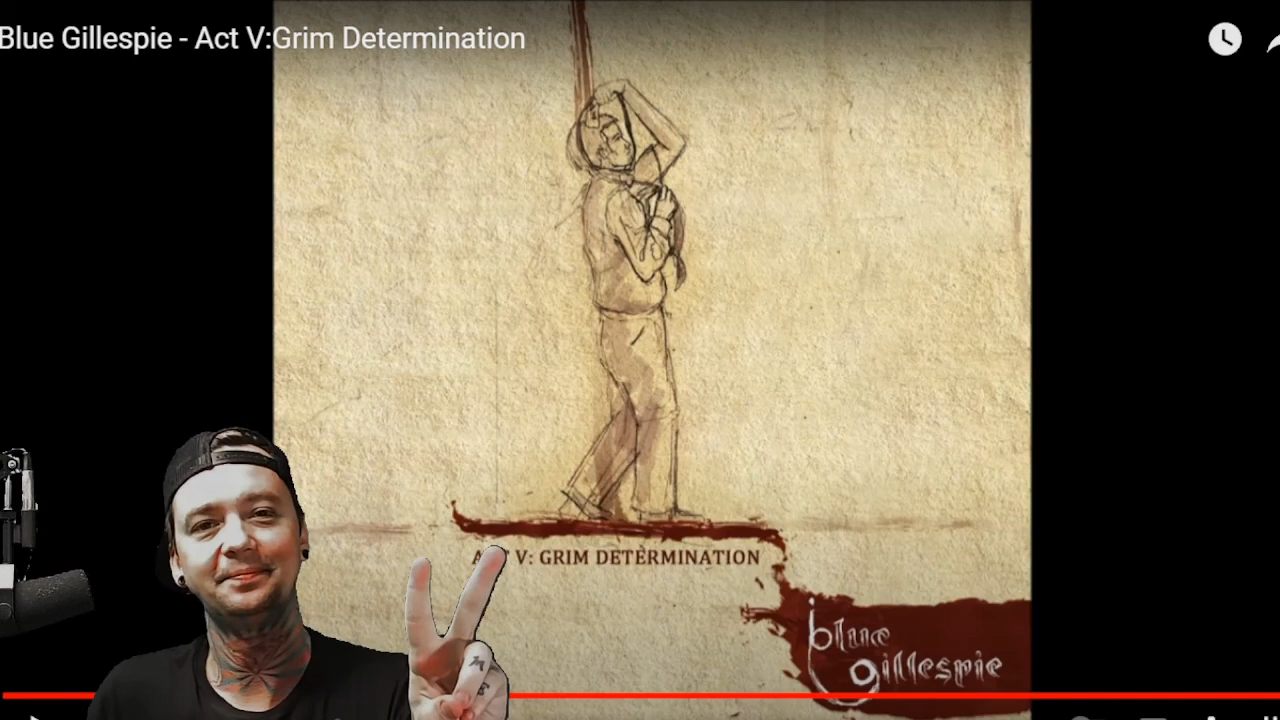 Blue Gillespie - Act V:Grim Determination
V: GRIM DETERMINATION
blue
gillespie